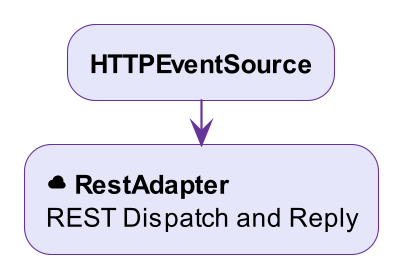 HTTPEventSource
RestAdapter
REST Dispatch and Reply